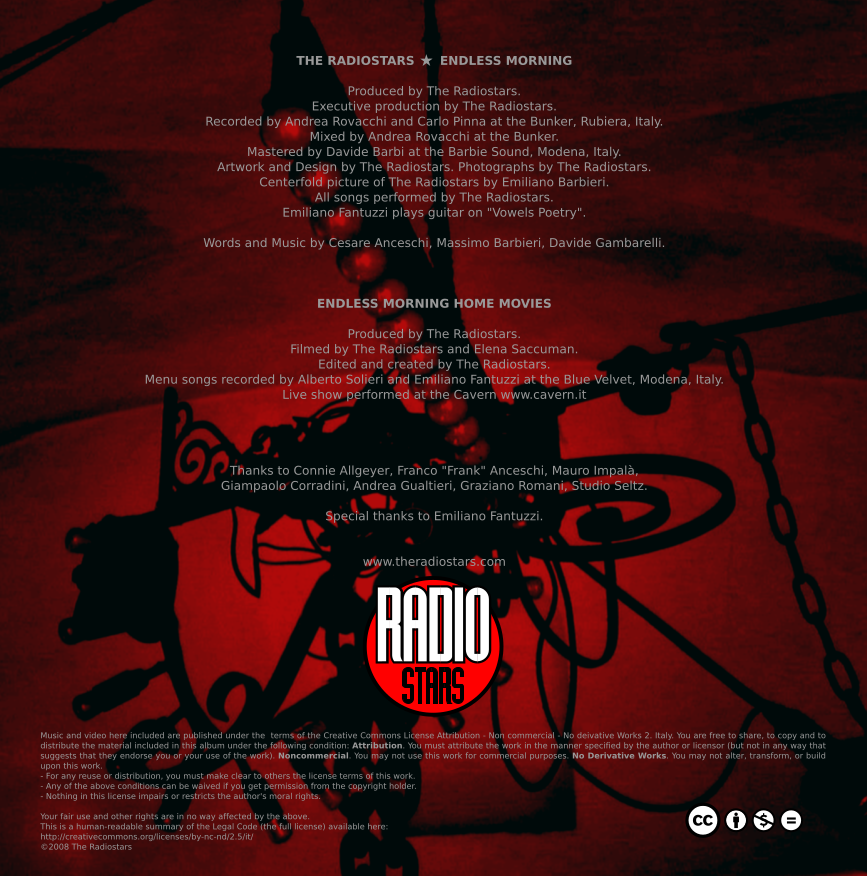 THE RADIOSTARS ★ ENDLESS MORNING
Produced by The Radiostars.
Executive production by The Radiostars.
Recorded by Andrea Rovacchi and Carlo Pinna at the Bunker, Rubiera, Italy.
Mixed by Andrea Rovacchi at the Bunker.
Mastered by Davide Barbi at the Barbie Sound, Modena, Italy.
Artwork and Design by The Radiostars. Photographs by The Radiostars.
Centerfold picture of The Radiostars by Emiliano Barbieri.
All songs performed by The Radiostars.
Emiliano Fantuzzi plays guitar on "Vowels Poetry".
Words and Music by Cesare Anceschi, Massimo Barbieri, Davide Gambarelli.
ENDLESS MORNING HOME MOVIES
Produced by The Radiostars.
Filmed by The Radiostars and Elena Saccuman.
Edited and created by The Radiostars.
Menu songs recorded by Alberto Solieri and Emiliano Fantuzzi at the Blue Velvet, Modena, Italy.
Live show performed at the Cavern www.cavern.it
Thanks to Connie Allgeyer, Franco "Frank" Anceschi, Mauro Impalà,
Giampaolo Corradini, Andrea Gualtieri, Graziano Romani, Studio Seltz.
Special thanks to Emiliano Fantuzzi.
www.theradiostars.com
RADIO
STARS
Music and video here included are published under the terms of the Creative Commons License Attribution - Non commercial - No deivative Works 2. Italy. You are free to share, to copy and to
distribute the material included in this album under the following condition: Attribution. You must attribute the work in the manner specified by the author or licensor (but not in any way that
suggests that they endorse you or your use of the work). Noncommercial. You may not use this work for commercial purposes. No Derivative Works. You may not alter, transform, or build
upon this work.
- For any reuse or distribution, you must make clear to others the license terms of this work.
- Any of the above conditions can be waived if you get permission from the copyright holder.
- Nothing in this license impairs or restricts the author's moral rights.
Your fair use and other rights are in no way affected by the above.
This is a human-readable summary of the Legal Code (the full license) available here:
http://creativecommons.org/licenses/by-nc-nd/2.5/it/
©2008 The Radiostars
cc